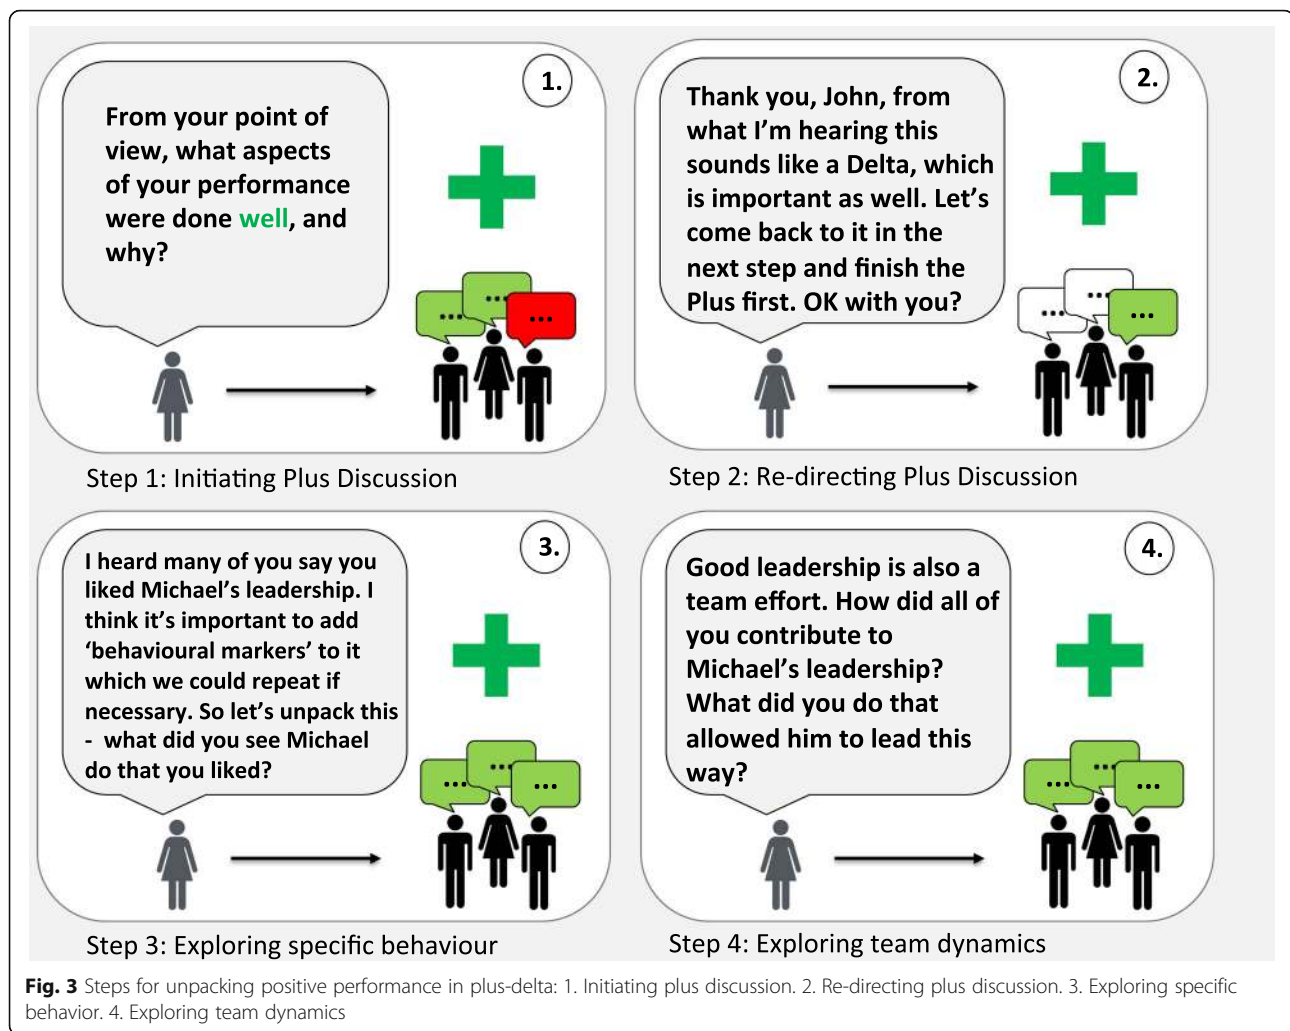 1.
From your point of
view, what aspects
of your performance
were done well, and
why?
...
...
...
Step 1: Initiating Plus Discussion
2.
Thank you, John, from
what I'm hearing this
sounds like a Delta, which
is important as well. Let's
come back to it in the
next step and finish the
Plus first. OK with you?
...
...
...
Step 2: Re-directing Plus Discussion
3.
I heard many of you say you
liked Michael's leadership. I
think it's important to add
‘behavioural markers’ to it
which we could repeat if
necessary. So let's unpack this
- what did you see Michael
do that you liked?
...
...
...
Step 3: Exploring specific behaviour
4.
Good leadership is also a
team effort. How did all of
you contribute to
Michael's leadership?
What did you do that
allowed him to lead this
way?
...
...
...
Step 4: Exploring team dynamics
Fig. 3 Steps for unpacking positive performance in plus-delta: 1. Initiating plus discussion. 2. Re-directing plus discussion. 3. Exploring specific
behavior. 4. Exploring team dynamics